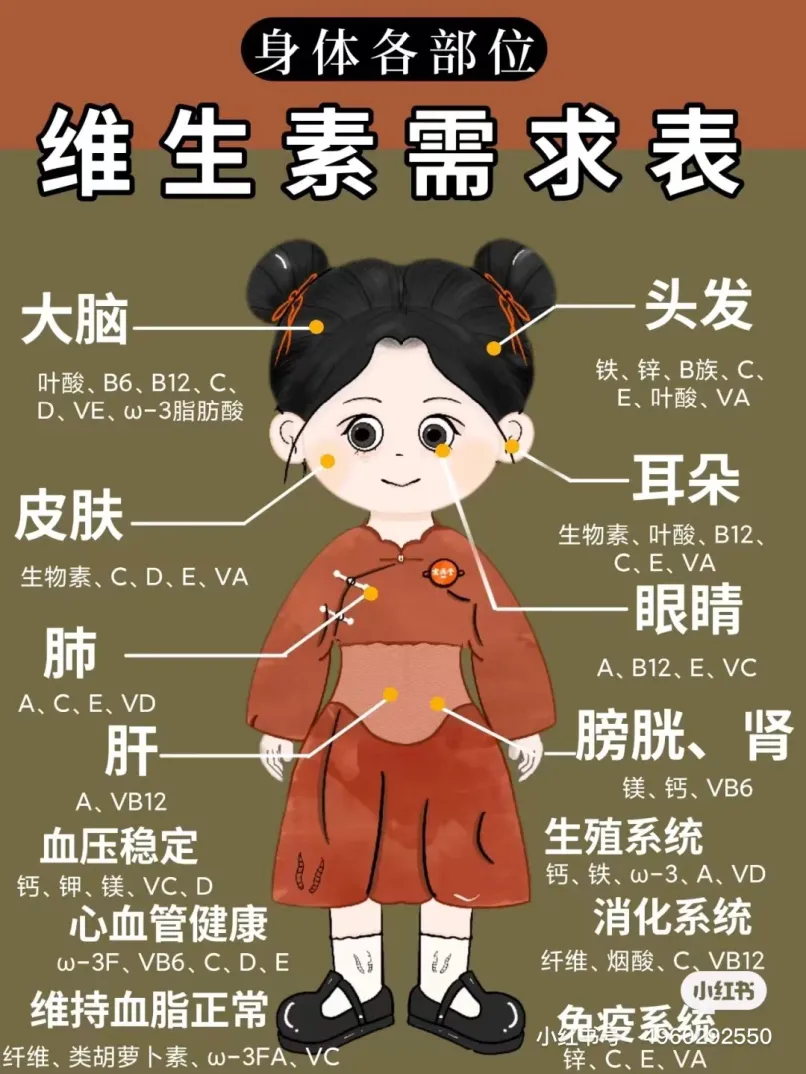 身体各部位
维生素需求表
大脑
叶酸、B6、B12、C、
D、VE、ω-3脂肪酸
头发
铁、锌、B族、C、
E、叶酸、VA
皮肤
生物素、C、D、E、VA
耳朵
生物素、叶酸、B12、
C、E、VA
眼睛
A、B12、E、VC
肺
A、C、E、VD
肝
A、VB12
膀胱、肾
镁、钙、VB6
血压稳定
钙、钾、镁、VC、D
生殖系统
钙、铁、ω-3、A、VD
心血管健康
ω-3F、VB6、C、D、E
消化系统
纤维、烟酸、C、VB12
维持血脂正常
纤维、类胡萝卜素、ω-3FA、VC
免疫系统
锌、C、E、VA
小红书
小红书号 4960292550